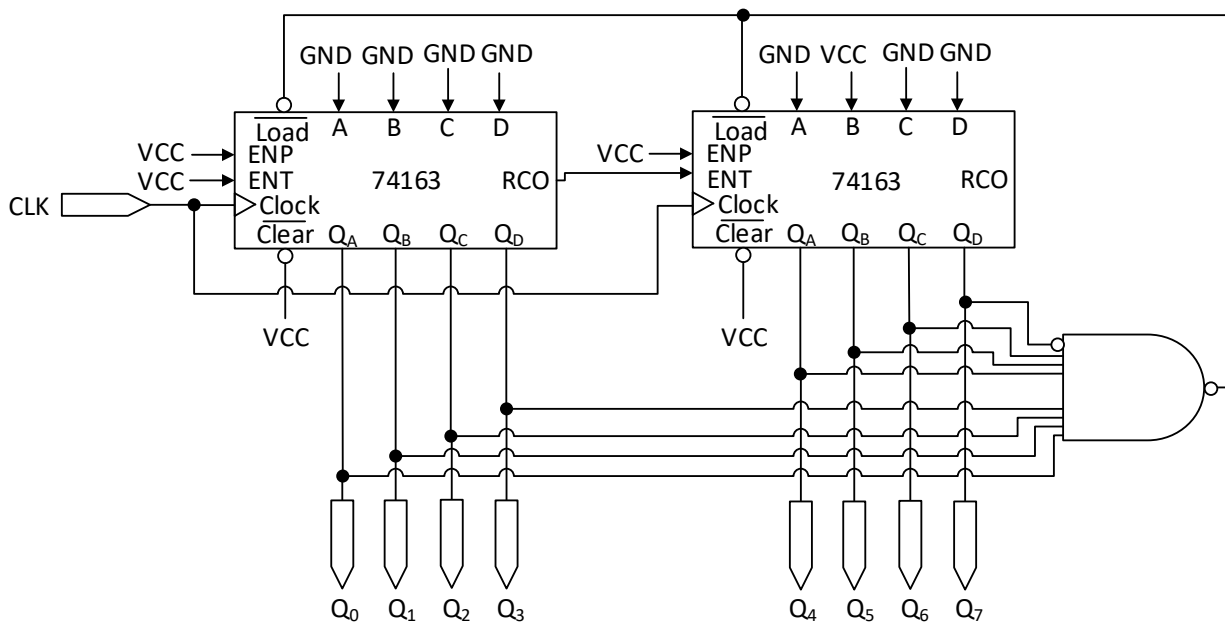 GND GND GND GND GND VCC GND GND
Load A B C D Load A B C D
VCC ENP VCC ENP
VCC ENT 74163 RCO ENT 74163 RCO
CLK Clock Clock
Clear QA QB QC QD Clear QA QB QC QD
VCC VCC
Q0 Q1 Q2 Q3 Q4 Q5 Q6 Q7